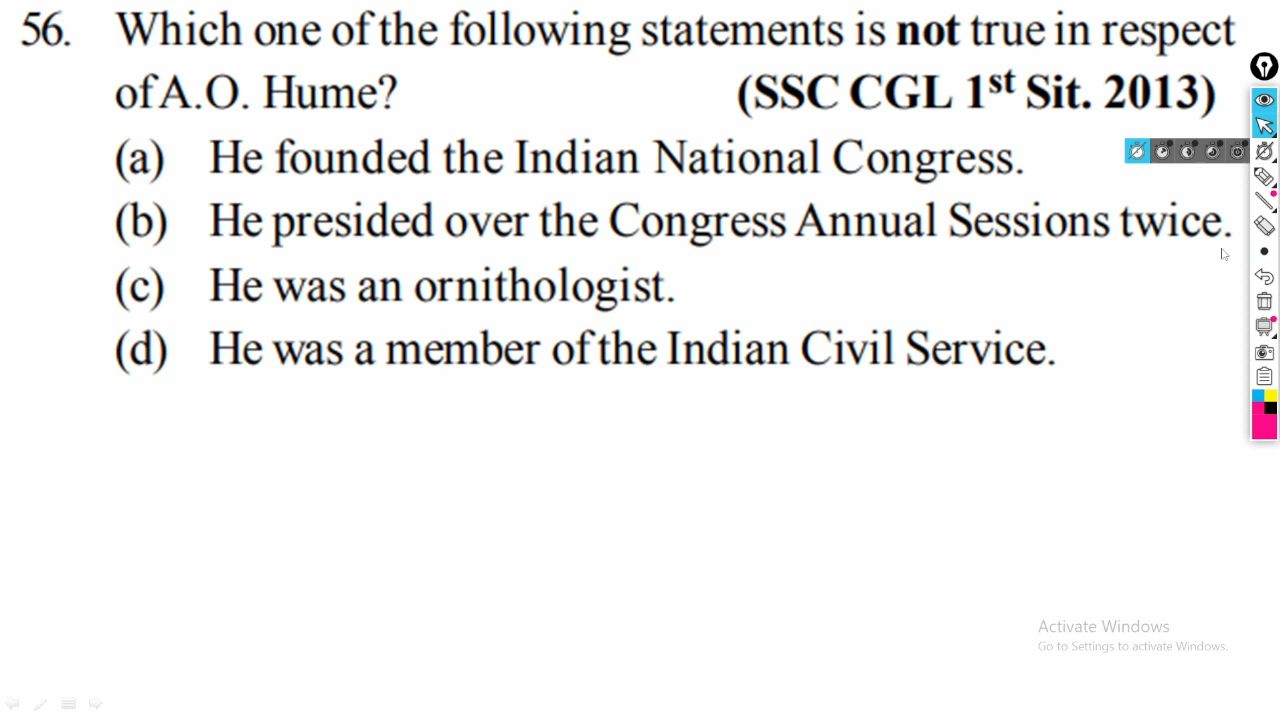 56. Which one of the following statements is not true in respect
of A.O. Hume? (SSC CGL 1st Sit. 2013)
(a) He founded the Indian National Congress.
(b) He presided over the Congress Annual Sessions twice.
(c) He was an ornithologist.
(d) He was a member of the Indian Civil Service.
Activate Windows
Go to Settings to activate Windows.